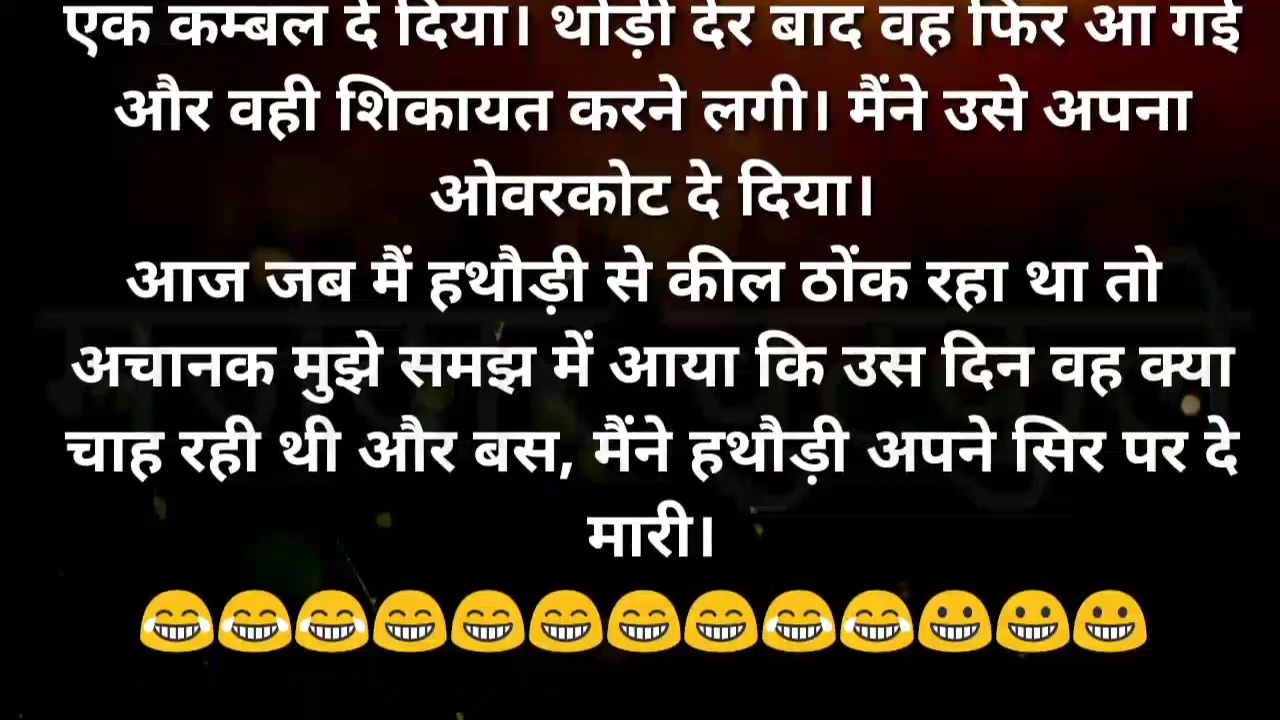 एक कम्बल दे दिया। थोड़ी देर बाद वह फिर आ गई
और वही शिकायत करने लगी। मैंने उसे अपना
ओवरकोट दे दिया।
आज जब मैं हथौड़ी से कील ठोंक रहा था तो
अचानक मुझे समझ में आया कि उस दिन वह क्या
चाह रही थी और बस, मैंने हथौड़ी अपने सिर पर दे
मारी।
😂😂😂😁😁😁😁😁😂😂😀😀😀